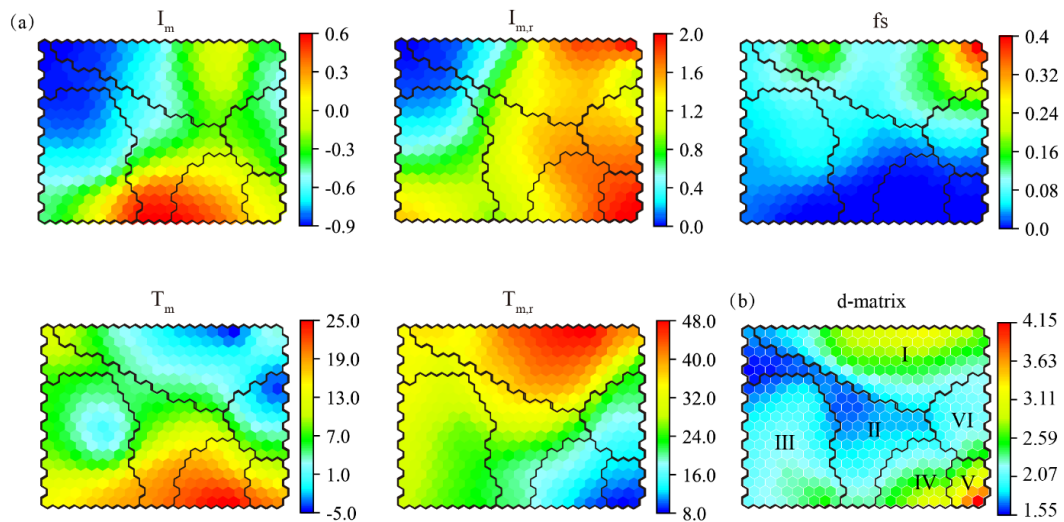 (a)
I_m
0.6
0.0
-0.3
-0.6
-0.9
I_m,r
2.0
1.6
1.2
0.8
0.4
0.0
fs
0.4
0.32
0.24
0.16
0.08
0.0
T_m
25.0
19.0
13.0
7.0
1.0
-5.0
T_m,r
48.0
40.0
32.0
24.0
16.0
8.0
(b)
d-matrix
4.15
3.63
3.11
2.59
2.07
1.55
I
II
III
IV
V
VI